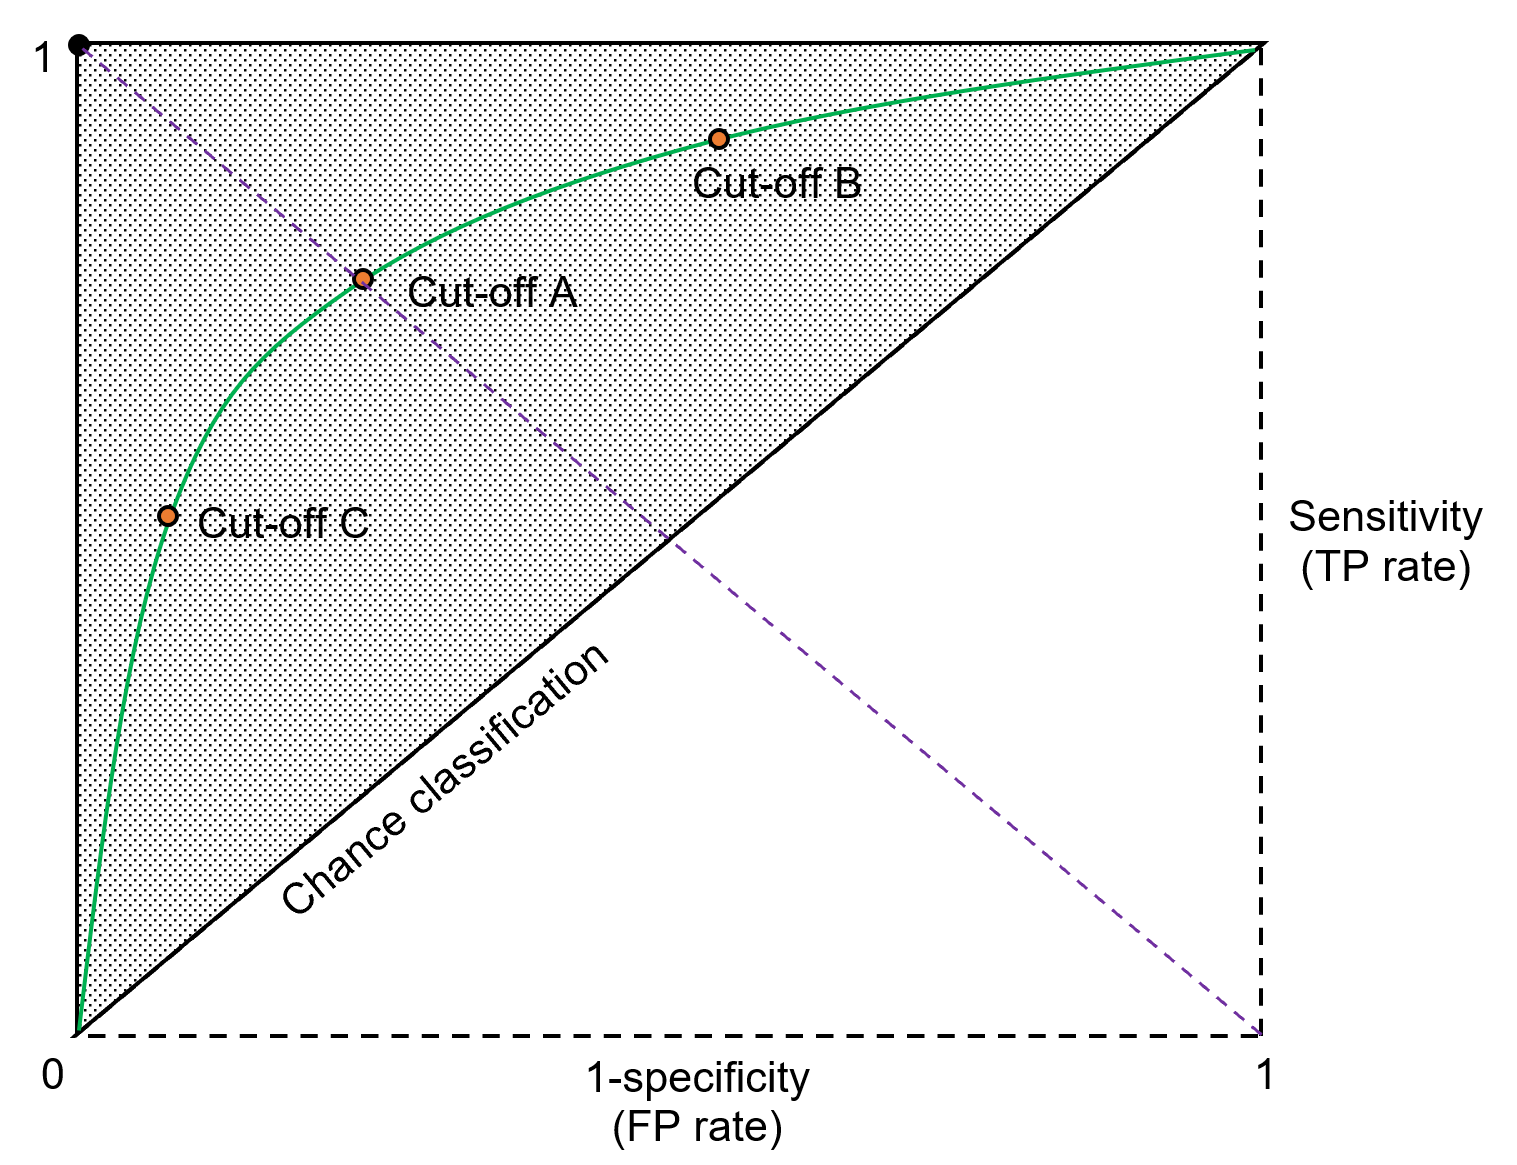 1
Cut-off B
Cut-off A
Cut-off C
Sensitivity
(TP rate)
Chance classification
0
1-specificity
(FP rate)
1